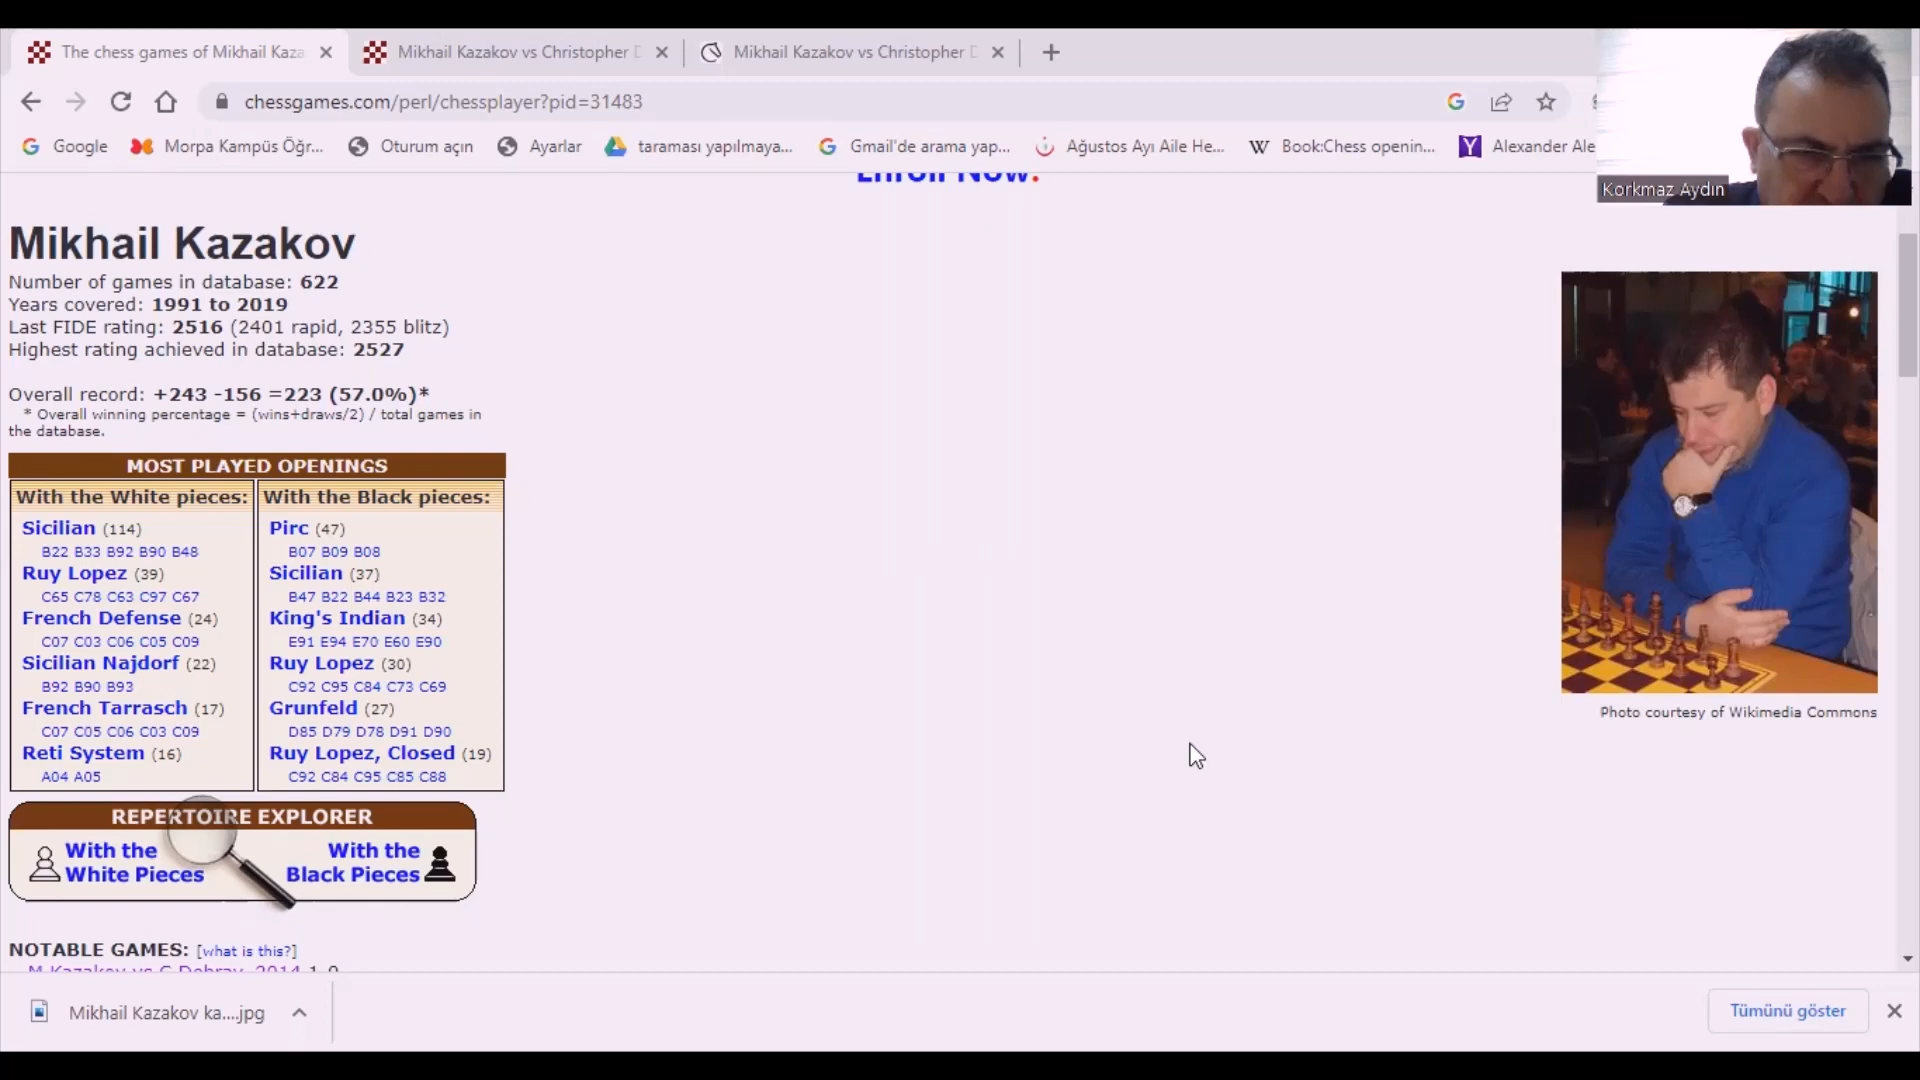 The chess games of Mikhail Kaza
Mikhail Kazakov vs Christopher D
Mikhail Kazakov vs Christopher D
chessgames.com/perl/chessplayer?pid=31483
Google
Morpa Kampüs Öğr...
Oturum açın
Ayarlar
taraması yapılmaya...
Gmail'de arama yap...
Ağustos Ayı Aile He...
Book:Chess openin...
Alexander Ale
Korkmaz Aydın
Enroll Now.
Mikhail Kazakov
Number of games in database: 622
Years covered: 1991 to 2019
Last FIDE rating: 2516 (2401 rapid, 2355 blitz)
Highest rating achieved in database: 2527
Overall record: +243 -156 =223 (57.0%)*
* Overall winning percentage = (wins+draws/2) / total games in
the database.
MOST PLAYED OPENINGS
With the White pieces:
Sicilian (114)
B22 B33 B92 B90 B48
Ruy Lopez (39)
C65 C78 C63 C97 C67
French Defense (24)
C07 C03 C06 C05 C09
Sicilian Najdorf (22)
B92 B90 B93
French Tarrasch (17)
C07 C05 C06 C03 C09
Reti System (16)
A04 A05
With the Black pieces:
Pirc (47)
B07 B09 B08
Sicilian (37)
B47 B22 B44 B23 B32
King's Indian (34)
E91 E94 E70 E60 E90
Ruy Lopez (30)
C92 C95 C84 C73 C69
Grunfeld (27)
D85 D79 D78 D91 D90
Ruy Lopez, Closed (19)
C92 C84 C95 C85 C88
REPERTOIRE EXPLORER
With the
White Pieces
With the
Black Pieces
Photo courtesy of Wikimedia Commons
NOTABLE GAMES: [what is this?]
M Kazakov vs C Debray, 2014 1-0
Mikhail Kazakov ka....jpg
Tümünü göster